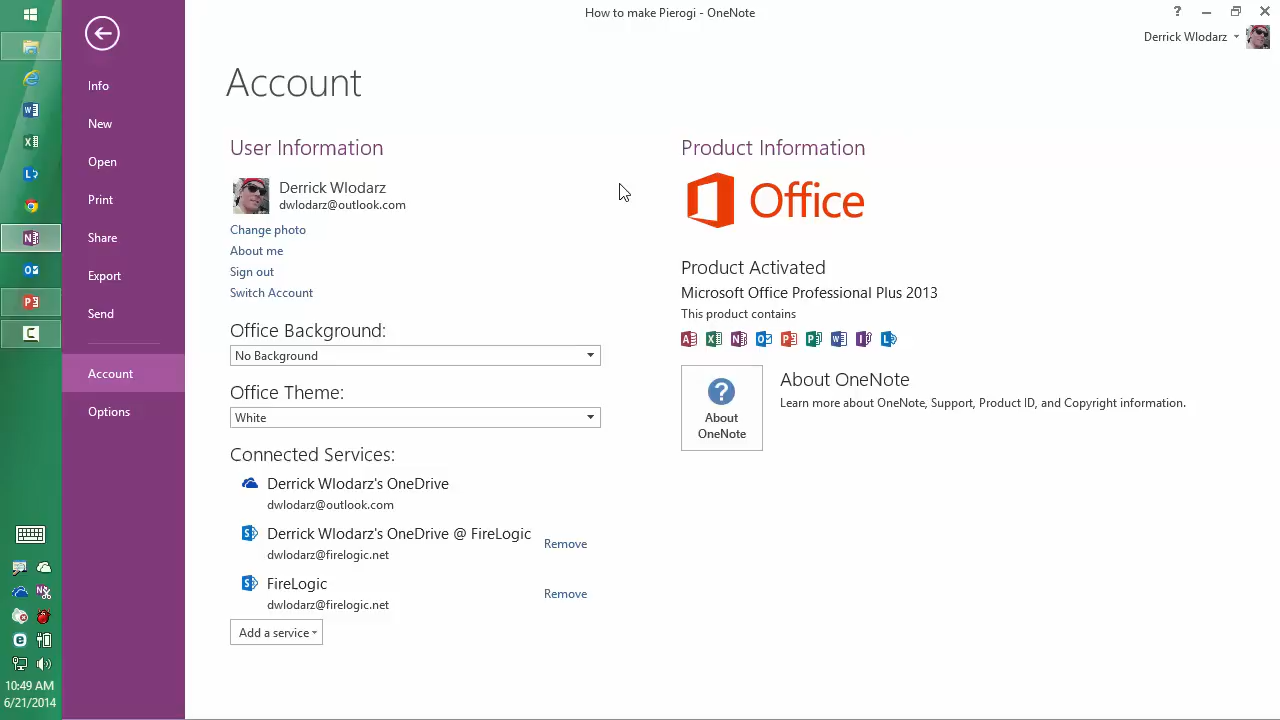 How to make Pierogi - OneNote
Derrick Wlodarz
Info
New
Open
Print
Share
Export
Send
Account
Options
10:49 AM
6/21/2014
Account
User Information
Derrick Wlodarz
dwlodarz@outlook.com
Change photo
About me
Sign out
Switch Account
Office Background:
No Background
Office Theme:
White
Connected Services:
Derrick Wlodarz's OneDrive
dwlodarz@outlook.com
Derrick Wlodarz's OneDrive @ FireLogic
dwlodarz@firelogic.net
Remove
FireLogic
dwlodarz@firelogic.net
Remove
Add a service
Product Information
Office
Product Activated
Microsoft Office Professional Plus 2013
This product contains
About
OneNote
About OneNote
Learn more about OneNote, Support, Product ID, and Copyright information.